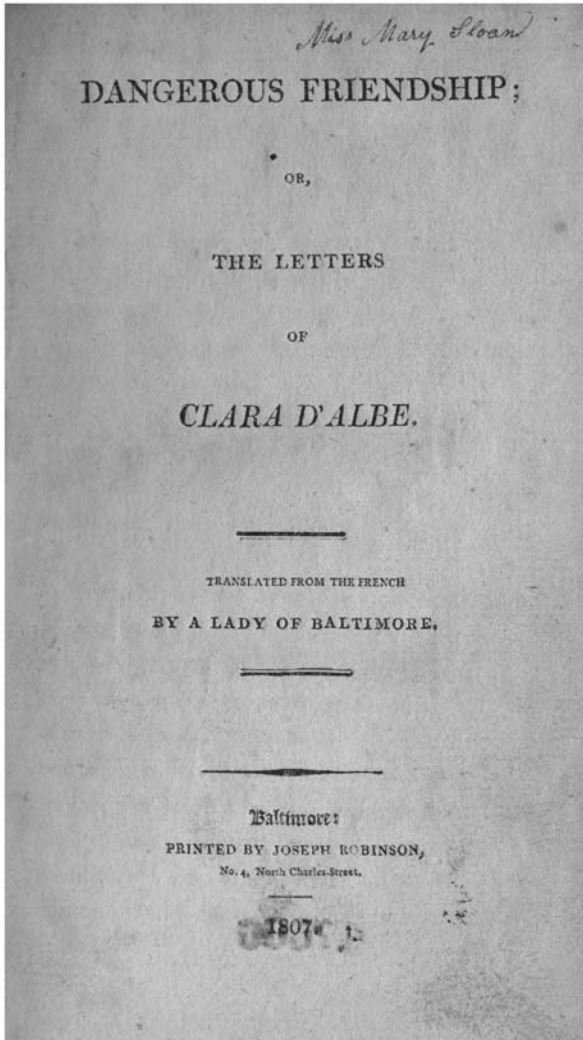 Miss Mary Sloan
DANGEROUS FRIENDSHIP;
OR,
THE LETTERS
OF
CLARA D'ALBE.
TRANSLATED FROM THE FRENCH
BY A LADY OF BALTIMORE.
Baltimore:
PRINTED BY JOSEPH ROBINSON,
No. 4, North Charles-Street.
1807.